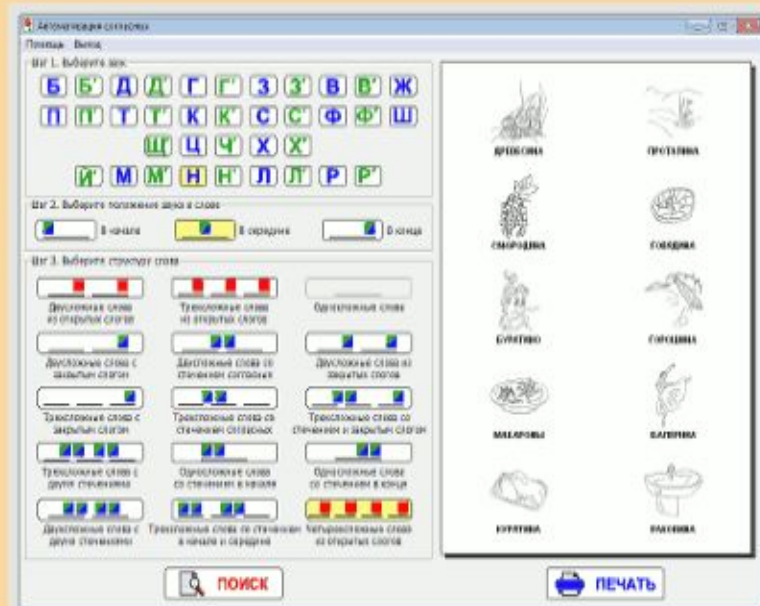 Автоматизация согласных
Помощь Выход
Шаг 1. Выберите звук
Б Б' Д Д' Г Г' З З' В В' Ж
П П' Т Т' К К' С С' Ф Ф' Ш
Щ' Ц Ч' Х Х'
Й' М М' Н Н' Л Л' Р Р'
Шаг 2. Выберите положение звука в слове
В начале В середине В конце
Шаг 3. Выберите структуру слова
Двусложные слова из открытых слогов
Трехсложные слова из открытых слогов
Односложные слова
Двусложные слова с закрытым слогом
Двусложные слова со стечением согласных
Двусложные слова из закрытых слогов
Трехсложные слова с закрытым слогом
Трехсложные слова со стечением согласных
Трехсложные слова со стечением и закрытым слогом
Трехсложные слова с двумя стечениями
Односложные слова со стечением в начале
Односложные слова со стечением в конце
Двусложные слова с двумя стечениями
Трехсложные слова со стечением в начале и середине
Четырехсложные слова из открытых слогов
ПОИСК
ДРЕВЕСИНА ПРОТАЛИНА
СМОРОДИНА ГОВЯДИНА
БУРАТИНО ГОРОШИНА
МАКАРОНЫ БАЛЕРИНА
КУРЯТИНА РАКОВИНА
ПЕЧАТЬ